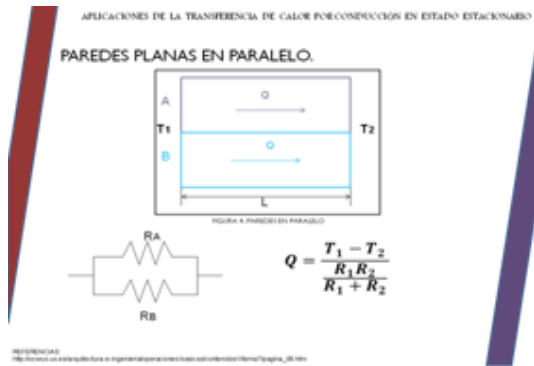 APLICACIONES DE LA TRANSFERENCIA DE CALOR POR CONDUCCIÓN EN ESTADO ESTACIONARIO
PAREDES PLANAS EN PARALELO.
A
Q
T1
T2
B
Q
L
FIGURA 4. PAREDES EN PARALELO
RA
RB
Q = T₁ − T₂
R₁R₂
R₁ + R₂
REFERENCIAS: